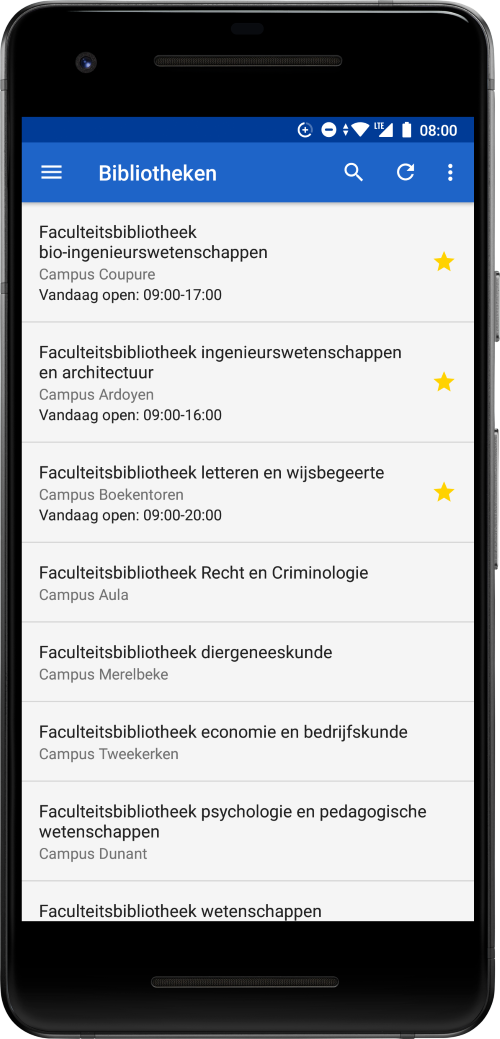 LTE 08:00
Bibliotheken
Faculteitsbibliotheek
bio-ingenieurswetenschappen
Campus Coupure
Vandaag open: 09:00-17:00
Faculteitsbibliotheek ingenieurswetenschappen
en architectuur
Campus Ardoyen
Vandaag open: 09:00-16:00
Faculteitsbibliotheek letteren en wijsbegeerte
Campus Boekentoren
Vandaag open: 09:00-20:00
Faculteitsbibliotheek Recht en Criminologie
Campus Aula
Faculteitsbibliotheek diergeneeskunde
Campus Merelbeke
Faculteitsbibliotheek economie en bedrijfskunde
Campus Tweekerken
Faculteitsbibliotheek psychologie en pedagogische
wetenschappen
Campus Dunant
Faculteitsbibliotheek wetenschappen